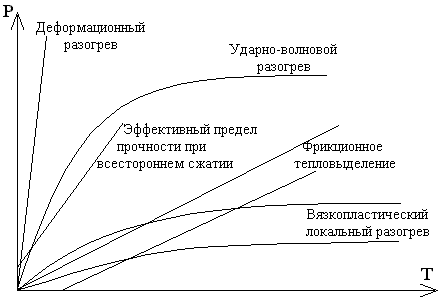 P
Деформационный
разогрев
Ударно-волновой
разогрев
Эффективный предел
прочности при
всестороннем сжатии
Фрикционное
тепловыделение
Вязкопластический
локальный разогрев
T